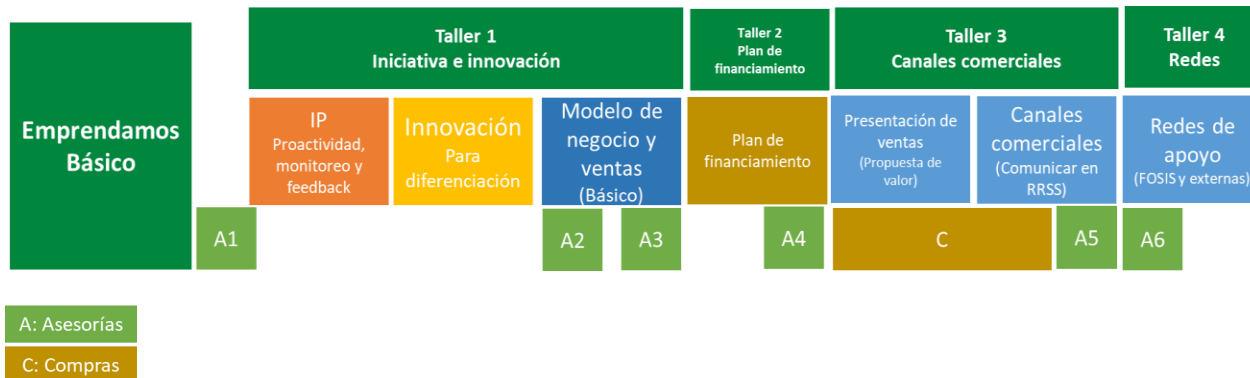 Emprendamos
Básico
Taller 1
Iniciativa e innovación
Taller 2
Plan de
financiamiento
Taller 3
Canales comerciales
Taller 4
Redes
IP
Proactividad,
monitoreo y
feedback
Innovación
Para
diferenciación
Modelo de
negocio y
ventas
(Básico)
Plan de
financiamiento
Presentación de
ventas
(Propuesta de
valor)
Canales
comerciales
(Comunicar en
RRSS)
Redes de
apoyo
(FOSIS y externas)
A1
A2
A3
A4
C
A5
A6
A: Asesorías
C: Compras